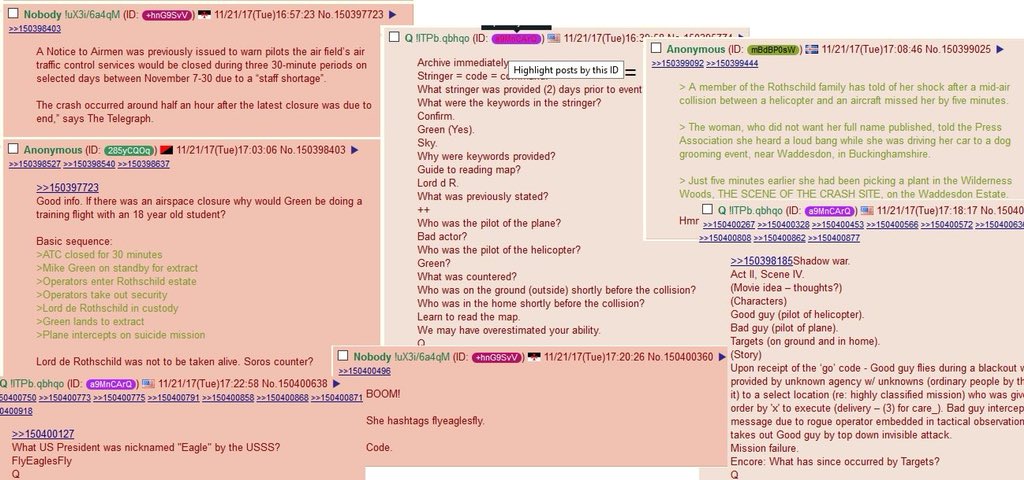 Nobody !uX3i/6a4qM (ID: +hnG9SvV) 11/21/17(Tue)16:57:23 No.150397723
>>150398403
A Notice to Airmen was previously issued to warn pilots the air field's air
traffic control services would be closed during three 30-minute periods on
selected days between November 7-30 due to a "staff shortage".
The crash occurred around half an hour after the latest closure was due to
end," says The Telegraph.
Anonymous (ID: 285yCQOq) 11/21/17(Tue)17:03:06 No.150398403
>>150398527 >>150398540 >>150398637
>>150397723
Good info. If there was an airspace closure why would Green be doing a
training flight with an 18 year old student?
Basic sequence:
>ATC closed for 30 minutes
>Mike Green on standby for extract
>Operators enter Rothschild estate
>Operators take out security
>Lord de Rothschild in custody
>Green lands to extract
>Plane intercepts on suicide mission
Lord de Rothschild was not to be taken alive. Soros counter?
Q !ITPb.qbhqo (ID: a9MnCArQ) 11/21/17(Tue)17:22:58 No.150400638
50400750 >>150400773 >>150400775 >>150400791 >>150400858 >>150400868 >>150400871
0400918
>>150400127
What US President was nicknamed "Eagle" by the USSS?
FlyEaglesFly
Q
Q !ITPb.qbhqo (ID: a9MnCArQ) 11/21/17(Tue)
Archive immediately
Highlight posts by this ID
Stringer = code =
What stringer was provided (2) days prior to event
What were the keywords in the stringer?
Confirm.
Green (Yes).
Sky.
Why were keywords provided?
Guide to reading map?
Lord d R.
What was previously stated?
++
Who was the pilot of the plane?
Bad actor?
Who was the pilot of the helicopter?
Green?
What was countered?
Who was on the ground (outside) shortly before the collision?
Who was in the home shortly before the collision?
Learn to read the map.
We may have overestimated your ability.
Q
Nobody !uX3i/6a4qM (ID: +hnG9SvV) 11/21/17(Tue)17:20:26 No.150400360
>>150400496
BOOM!
She hashtags flyeaglesfly.
Code.
Anonymous (ID: mBdBP0sW) 11/21/17(Tue)17:08:46 No.150399025
>>150399092 >>150399444
> A member of the Rothschild family has told of her shock after a mid-air
collision between a helicopter and an aircraft missed her by five minutes.
> The woman, who did not want her full name published, told the Press
Association she heard a loud bang while she was driving her car to a dog
grooming event, near Waddesdon, in Buckinghamshire.
> Just five minutes earlier she had been picking a plant in the Wilderness
Woods, THE SCENE OF THE CRASH SITE, on the Waddesdon Estate.
Hmr
Q !ITPb.qbhqo (ID: a9MnCArQ) 11/21/17(Tue)17:18:17 No.15040
>>150400267 >>150400328 >>150400453 >>150400566 >>150400572 >>15040063
>>150400808 >>150400862 >>150400877
>>150398185Shadow war.
Act II, Scene IV.
(Movie idea – thoughts?)
(Characters)
Good guy (pilot of helicopter).
Bad guy (pilot of plane).
Targets (on ground and in home).
(Story)
Upon receipt of the 'go' code - Good guy flies during a blackout w
provided by unknown agency w/ unknowns (ordinary people by th
it) to a select location (re: highly classified mission) who was give
order by 'x' to execute (delivery – (3) for care_). Bad guy intercep
message due to rogue operator embedded in tactical observation
takes out Good guy by top down invisible attack.
Mission failure.
Encore: What has since occurred by Targets?
Q